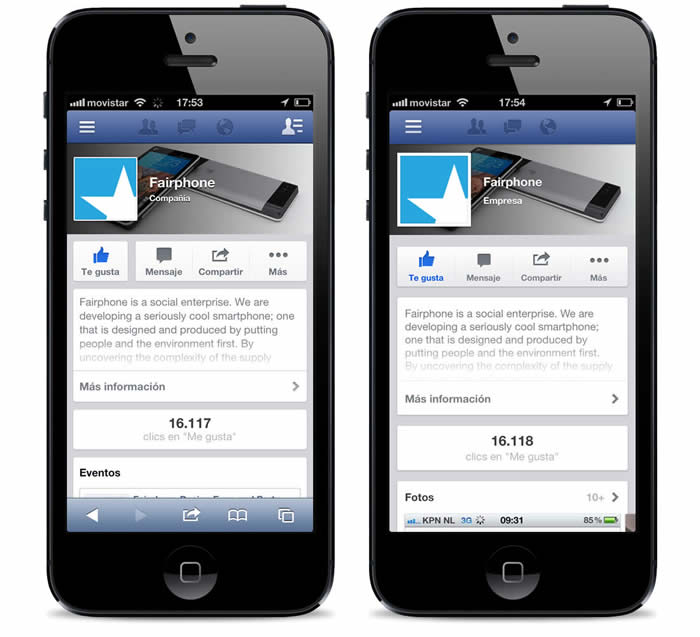 movistar 17:53
Fairphone
Compañía
Te gusta Mensaje Compartir Más
Fairphone is a social enterprise. We are
developing a seriously cool smartphone; one
that is designed and produced by putting
people and the environment first. By
uncovering the complexity of the supply
Más información
16.117
clics en "Me gusta"
Eventos
movistar 17:54
Fairphone
Empresa
Te gusta Mensaje Compartir Más
Fairphone is a social enterprise. We are
developing a seriously cool smartphone;
one that is designed and produced by
putting people and the environment first.
By uncovering the complexity of the supply
Más información
16.118
clics en "Me gusta"
Fotos 10+
KPN NL 3G 09:31 85%